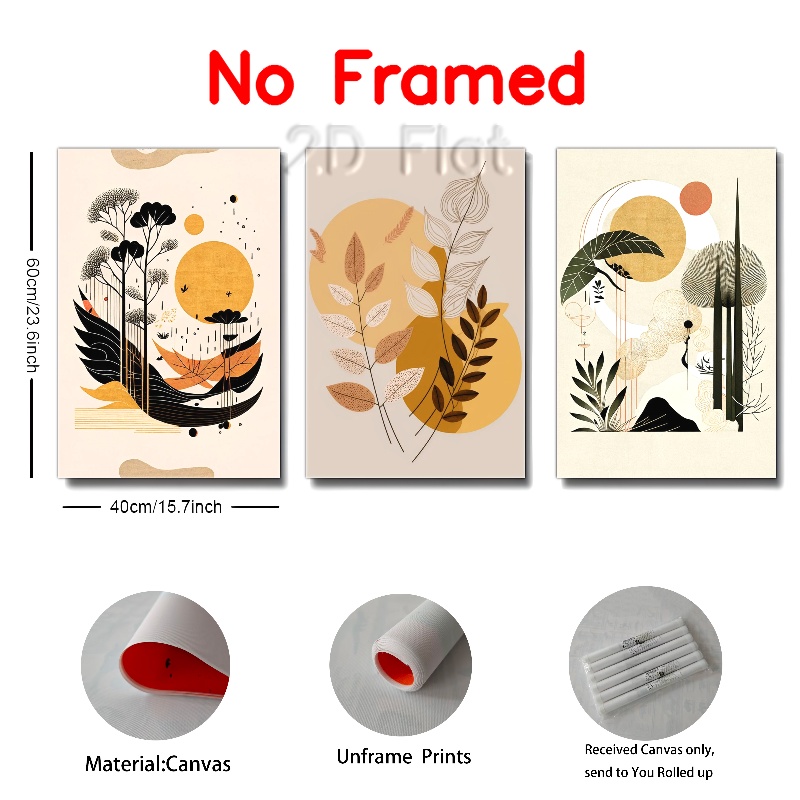 No Framed
2D Flat
60cm/23.6inch
40cm/15.7inch
Material:Canvas
Unframe Prints
Received Canvas only,
send to You Rolled up